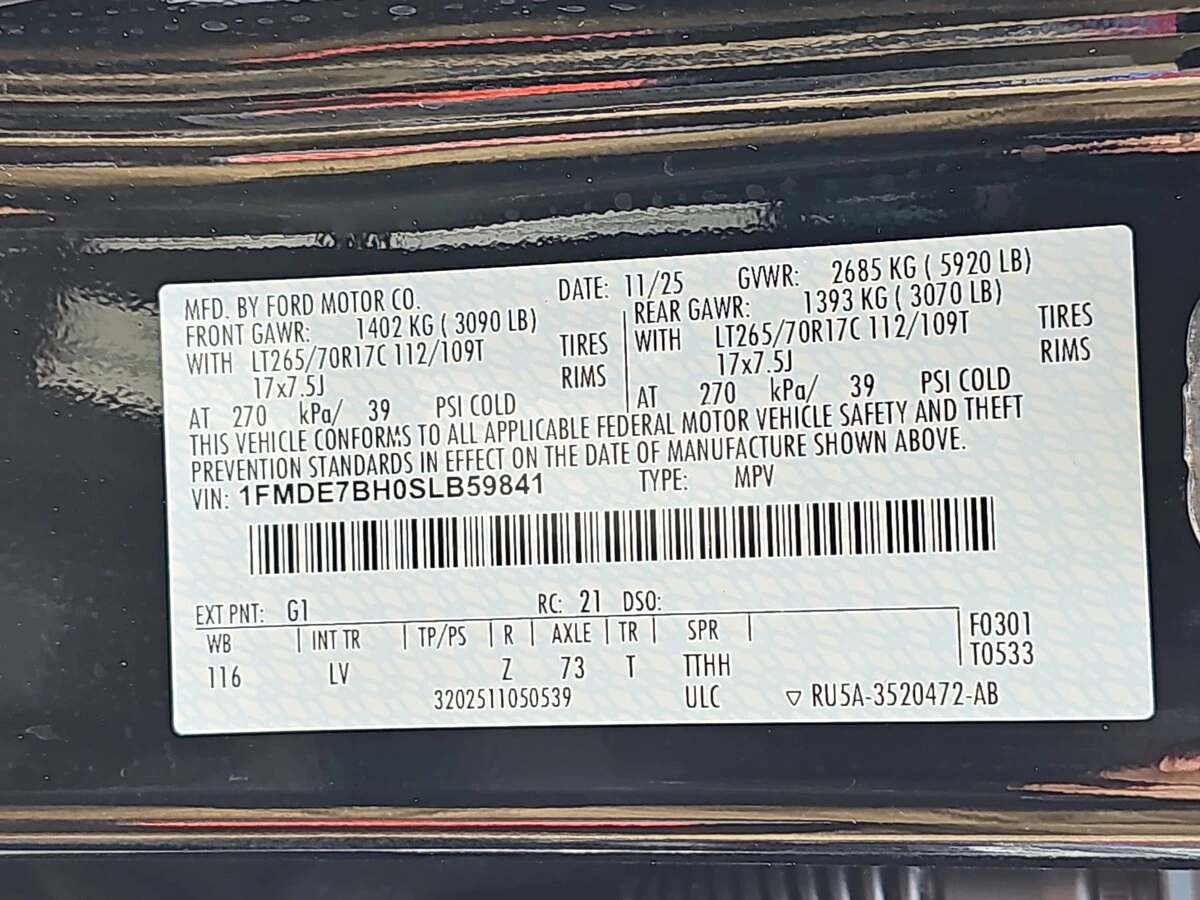 MFD. BY FORD MOTOR CO. DATE: 11/25 GVWR: 2685 KG ( 5920 LB)
FRONT GAWR: 1402 KG ( 3090 LB) REAR GAWR: 1393 KG ( 3070 LB)
WITH LT265/70R17C 112/109T TIRES WITH LT265/70R17C 112/109T TIRES
17x7.5J RIMS 17x7.5J RIMS
AT 270 kPa/ 39 PSI COLD AT 270 kPa/ 39 PSI COLD
THIS VEHICLE CONFORMS TO ALL APPLICABLE FEDERAL MOTOR VEHICLE SAFETY AND THEFT
PREVENTION STANDARDS IN EFFECT ON THE DATE OF MANUFACTURE SHOWN ABOVE.
VIN: 1FMDE7BH0SLB59841 TYPE: MPV
EXT PNT: G1 RC: 21 DSO:
WB INT TR TP/PS R AXLE TR SPR F0301
116 LV Z 73 T TTHH T0533
3202511050539 ULC ▽ RU5A-3520472-AB